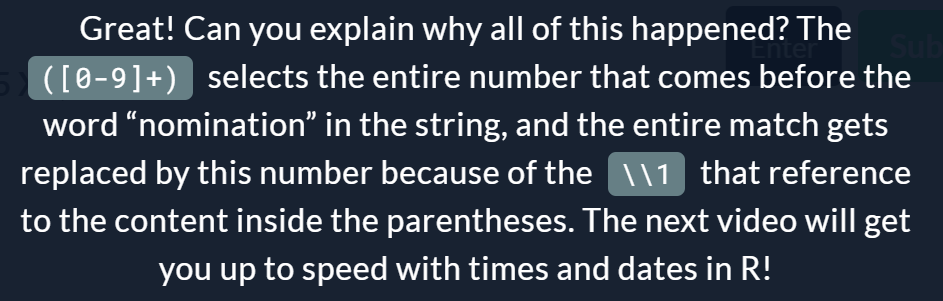 Great! Can you explain why all of this happened? The
([0-9]+) selects the entire number that comes before the
word “nomination” in the string, and the entire match gets
replaced by this number because of the \\1 that reference
to the content inside the parentheses. The next video will get
you up to speed with times and dates in R!
Enter
Sub